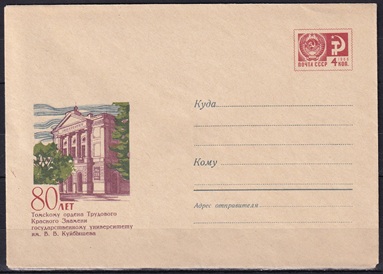 ПОЧТА СССР
4 КОП.
Куда
Кому
Адрес отправителя
80 ЛЕТ
Томскому ордена Трудового
Красного Знамени
государственному университету
им. В. В. Куйбышева